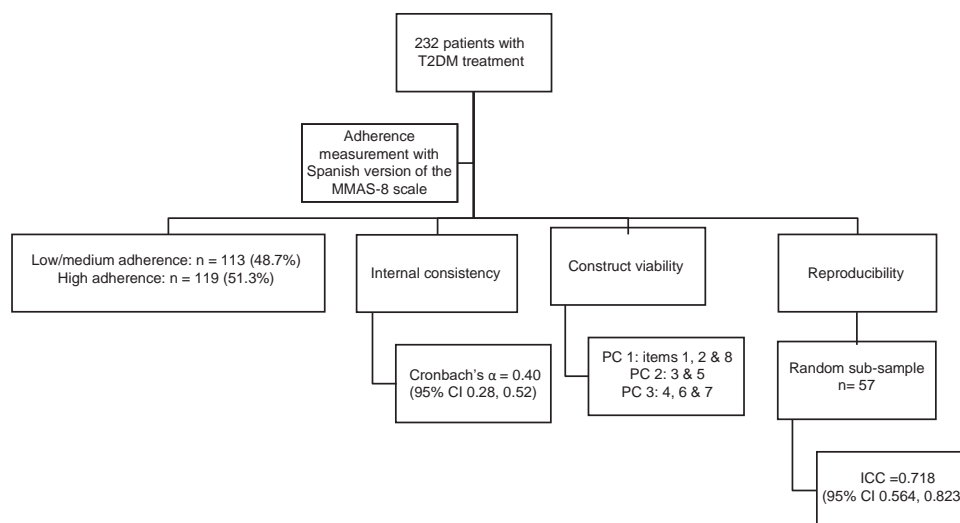 232 patients with
T2DM treatment
Adherence
measurement with
Spanish version of the
MMAS-8 scale
Low/medium adherence: n = 113 (48.7%)
High adherence: n = 119 (51.3%)
Internal consistency
Construct viability
Reproducibility
Cronbach's α = 0.40
(95% CI 0.28, 0.52)
PC 1: items 1, 2 & 8
PC 2: 3 & 5
PC 3: 4, 6 & 7
Random sub-sample
n= 57
ICC =0.718
(95% CI 0.564, 0.823